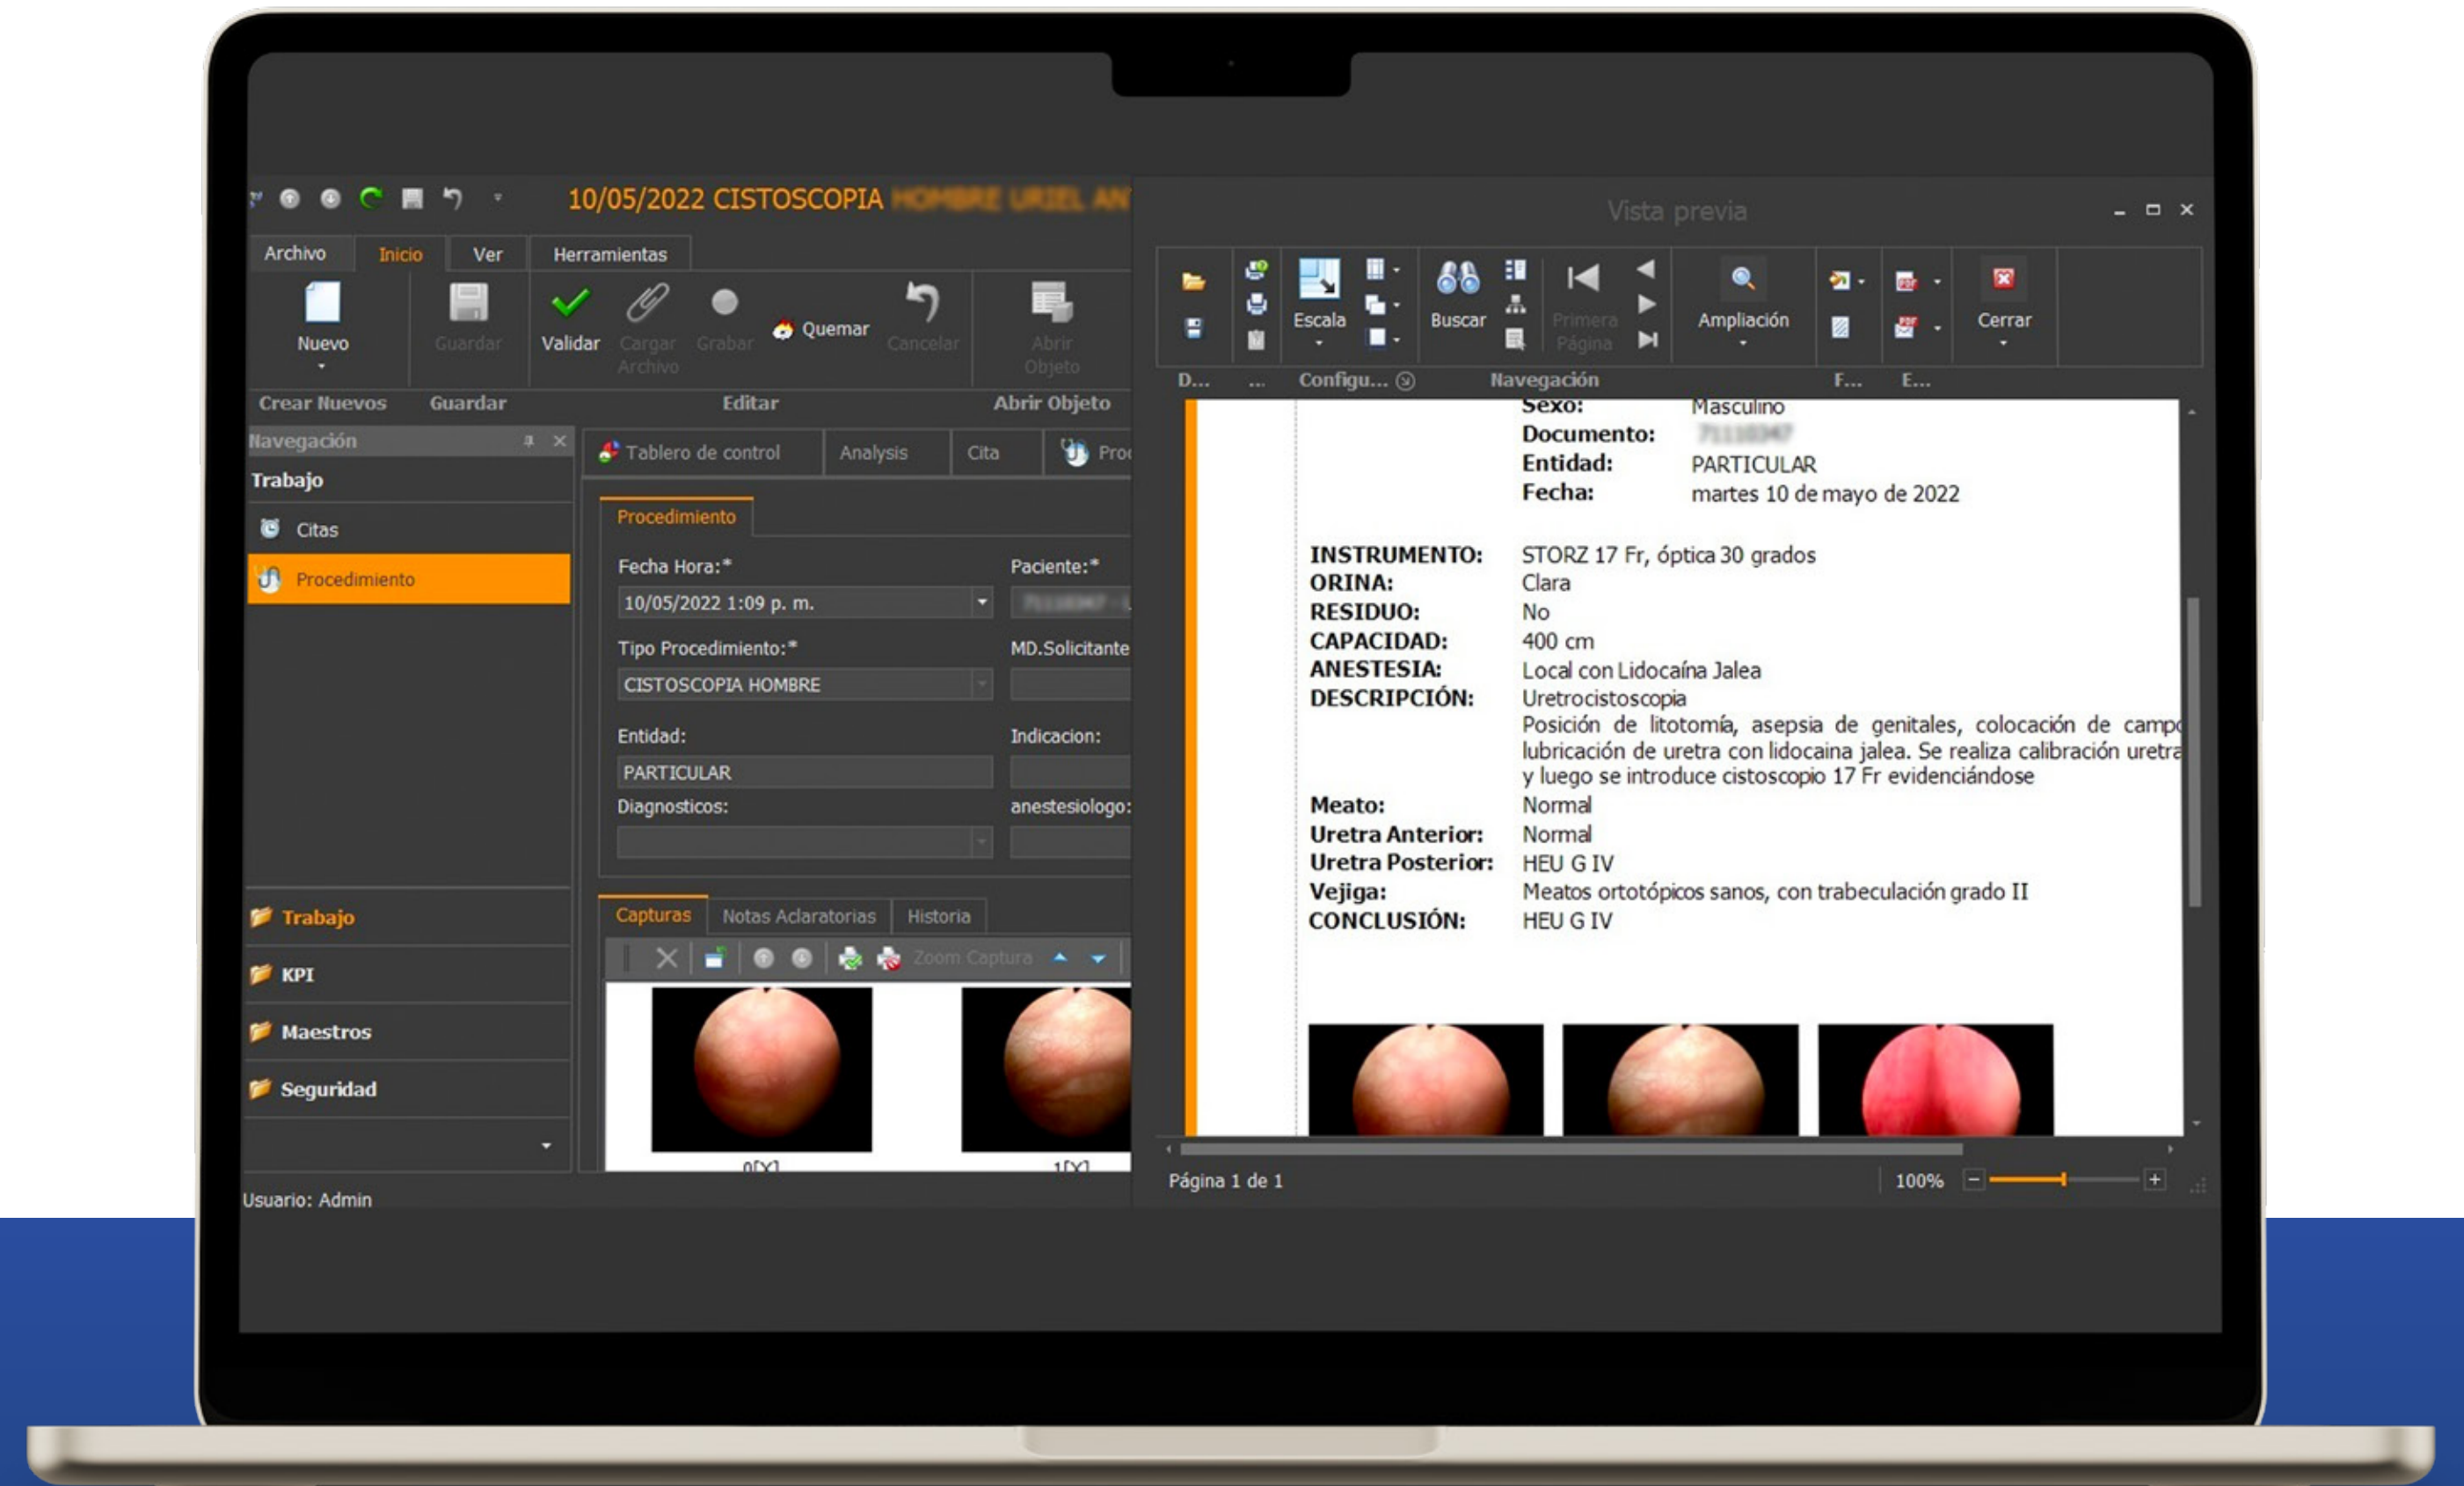 10/05/2022 CISTOSCOPIA
Archivo Inicio Ver Herramientas
Nuevo
Guardar
Validar
Cargar Archivo
Grabar
Quemar
Cancelar
Abrir Objeto
Crear Nuevos Guardar Editar Abrir Objeto
Navegación
Trabajo
Citas
Procedimiento
Trabajo
KPI
Maestros
Seguridad
Usuario: Admin
Tablero de control Analysis Cita Proc
Procedimiento
Fecha Hora:* Paciente:*
10/05/2022 1:09 p. m.
Tipo Procedimiento:* MD.Solicitante
CISTOSCOPIA HOMBRE
Entidad: Indicacion:
PARTICULAR
Diagnosticos: anestesiologo:
Capturas Notas Aclaratorias Historia
Zoom Captura
0[X] 1[X]
Vista previa
Escala
Buscar
Primera Página
Ampliación
Cerrar
D... ... Configu... Navegación F... E...
Sexo: Masculino
Documento:
Entidad: PARTICULAR
Fecha: martes 10 de mayo de 2022
INSTRUMENTO: STORZ 17 Fr, óptica 30 grados
ORINA: Clara
RESIDUO: No
CAPACIDAD: 400 cm
ANESTESIA: Local con Lidocaína Jalea
DESCRIPCIÓN: Uretrocistoscopia
Posición de litotomía, asepsia de genitales, colocación de campo
lubricación de uretra con lidocaina jalea. Se realiza calibración uretra
y luego se introduce cistoscopio 17 Fr evidenciándose
Meato: Normal
Uretra Anterior: Normal
Uretra Posterior: HEU G IV
Vejiga: Meatos ortotópicos sanos, con trabeculación grado II
CONCLUSIÓN: HEU G IV
Página 1 de 1
100%